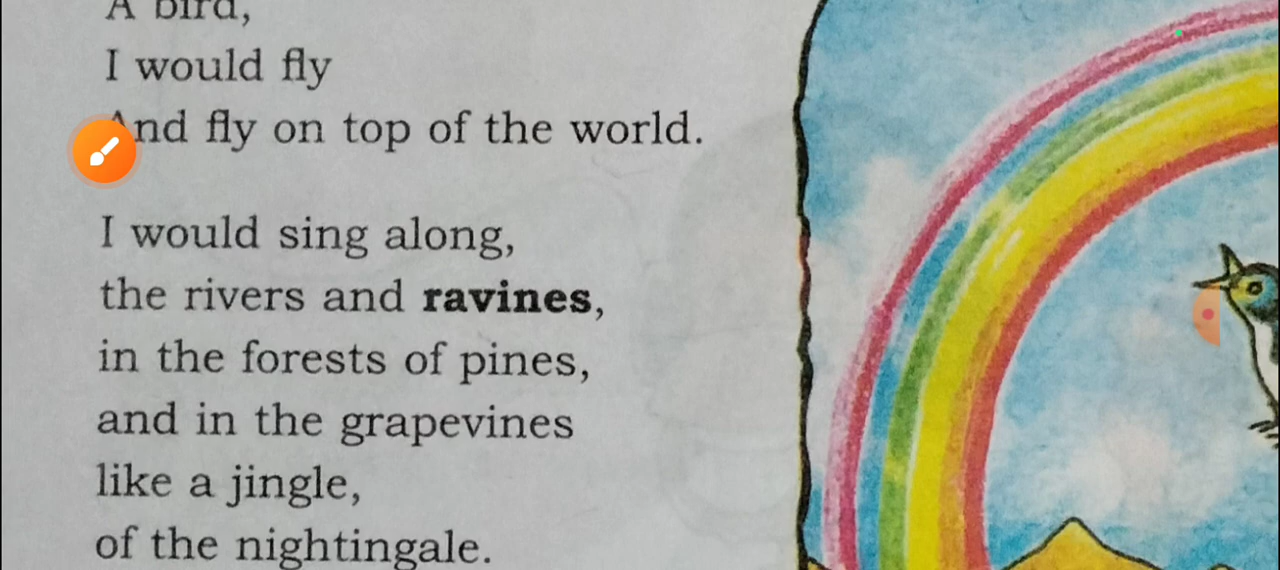 A bird,
I would fly
And fly on top of the world.
I would sing along,
the rivers and ravines,
in the forests of pines,
and in the grapevines
like a jingle,
of the nightingale.